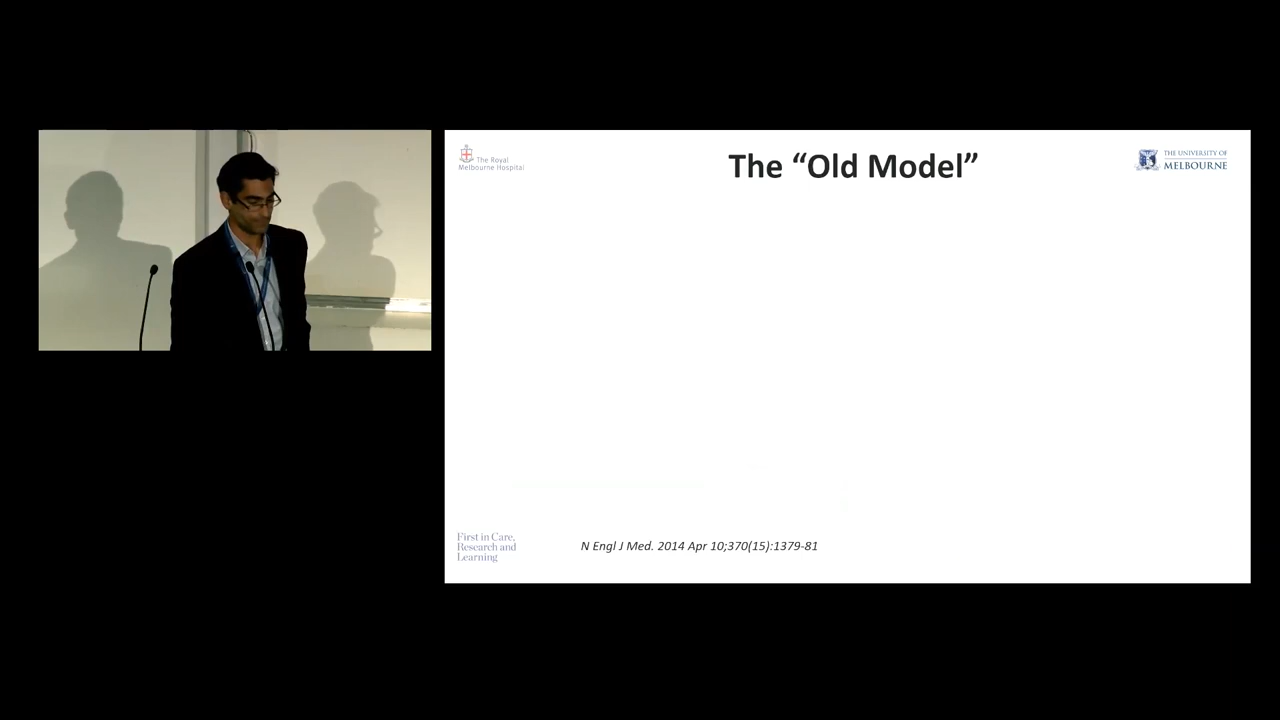 The Royal
Melbourne Hospital
The “Old Model”
THE UNIVERSITY OF
MELBOURNE
First in Care,
Research and
Learning
N Engl J Med. 2014 Apr 10;370(15):1379-81